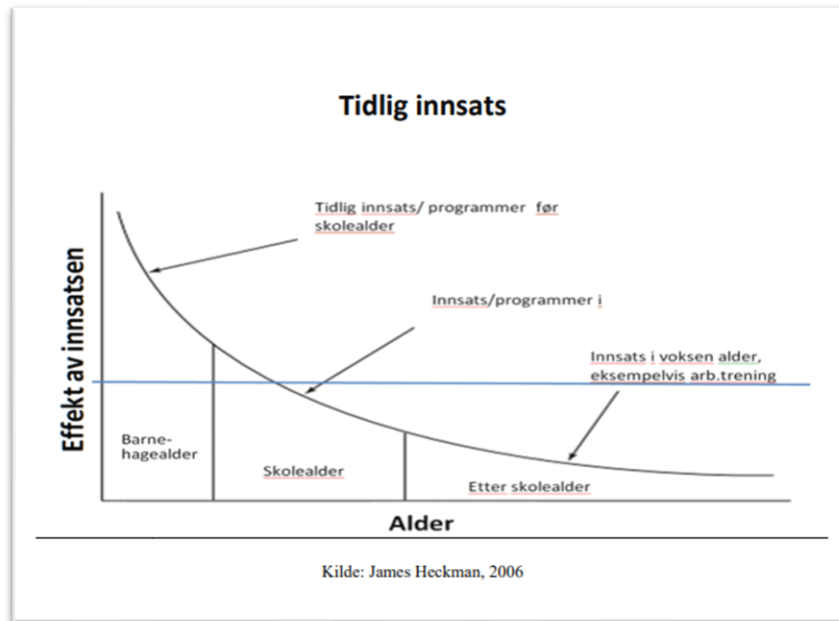 Tidlig innsats
Tidlig innsats/ programmer før
skolealder
Innsats/programmer i
Innsats i voksen alder,
eksempelvis arb.trening
Effekt av innsatsen
Barne-
hagealder
Skolealder
Etter skolealder
Alder
Kilde: James Heckman, 2006